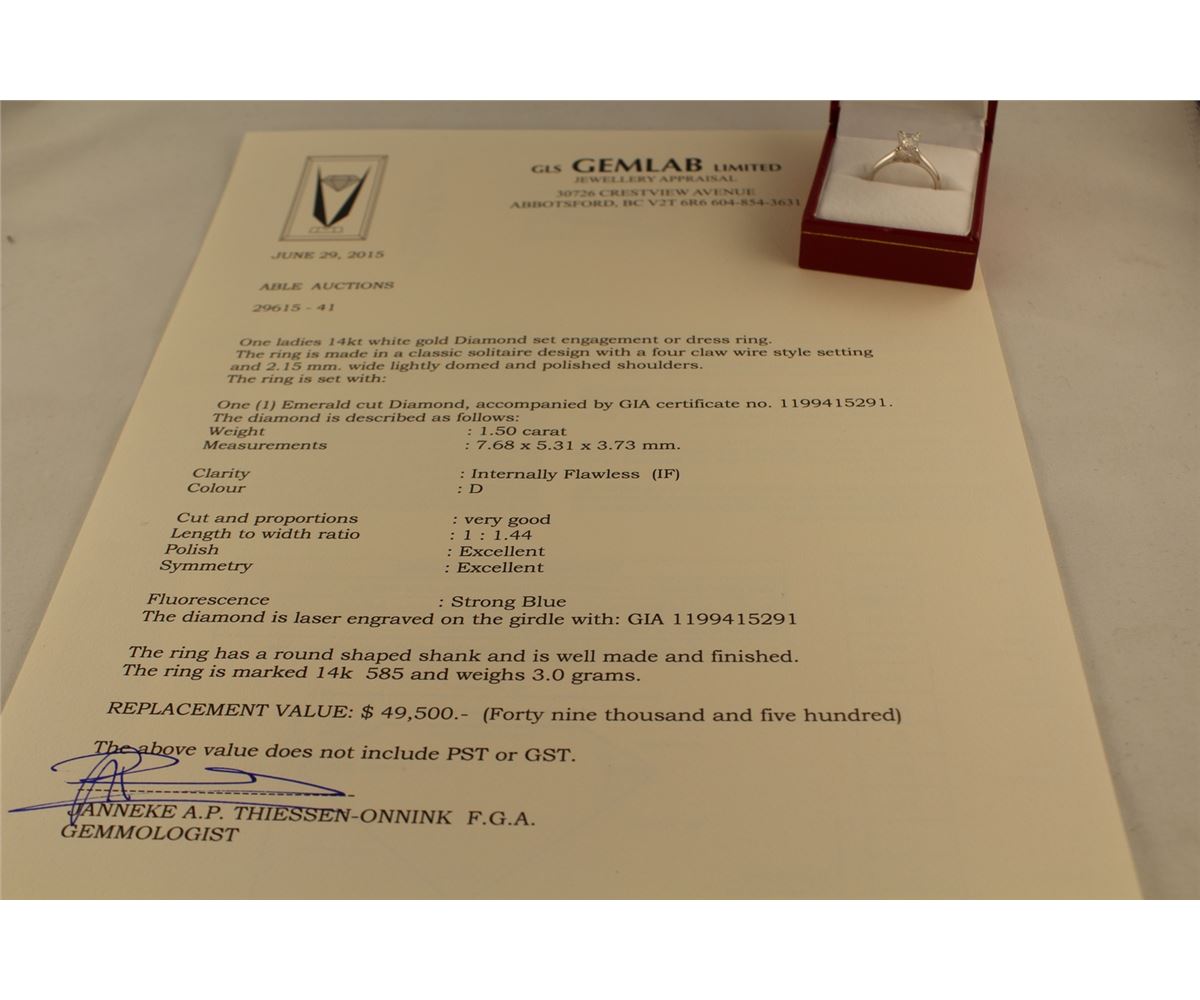 GLS GEMLAB LIMITED
JEWELLERY APPRAISAL
30726 CRESTVIEW AVENUE
ABBOTSFORD, BC V2T 6R6 604-854-3631
JUNE 29, 2015
ABLE AUCTIONS
29615 - 41
One ladies 14kt white gold Diamond set engagement or dress ring.
The ring is made in a classic solitaire design with a four claw wire style setting
and 2.15 mm. wide lightly domed and polished shoulders.
The ring is set with:
One (1) Emerald cut Diamond, accompanied by GIA certificate no. 1199415291.
The diamond is described as follows:
Weight : 1.50 carat
Measurements : 7.68 x 5.31 x 3.73 mm.
Clarity : Internally Flawless (IF)
Colour : D
Cut and proportions : very good
Length to width ratio : 1 : 1.44
Polish : Excellent
Symmetry : Excellent
Fluorescence : Strong Blue
The diamond is laser engraved on the girdle with: GIA 1199415291
The ring has a round shaped shank and is well made and finished.
The ring is marked 14k 585 and weighs 3.0 grams.
REPLACEMENT VALUE: $ 49,500.- (Forty nine thousand and five hundred)
The above value does not include PST or GST.
JANNEKE A.P. THIESSEN-ONNINK F.G.A.
GEMMOLOGIST